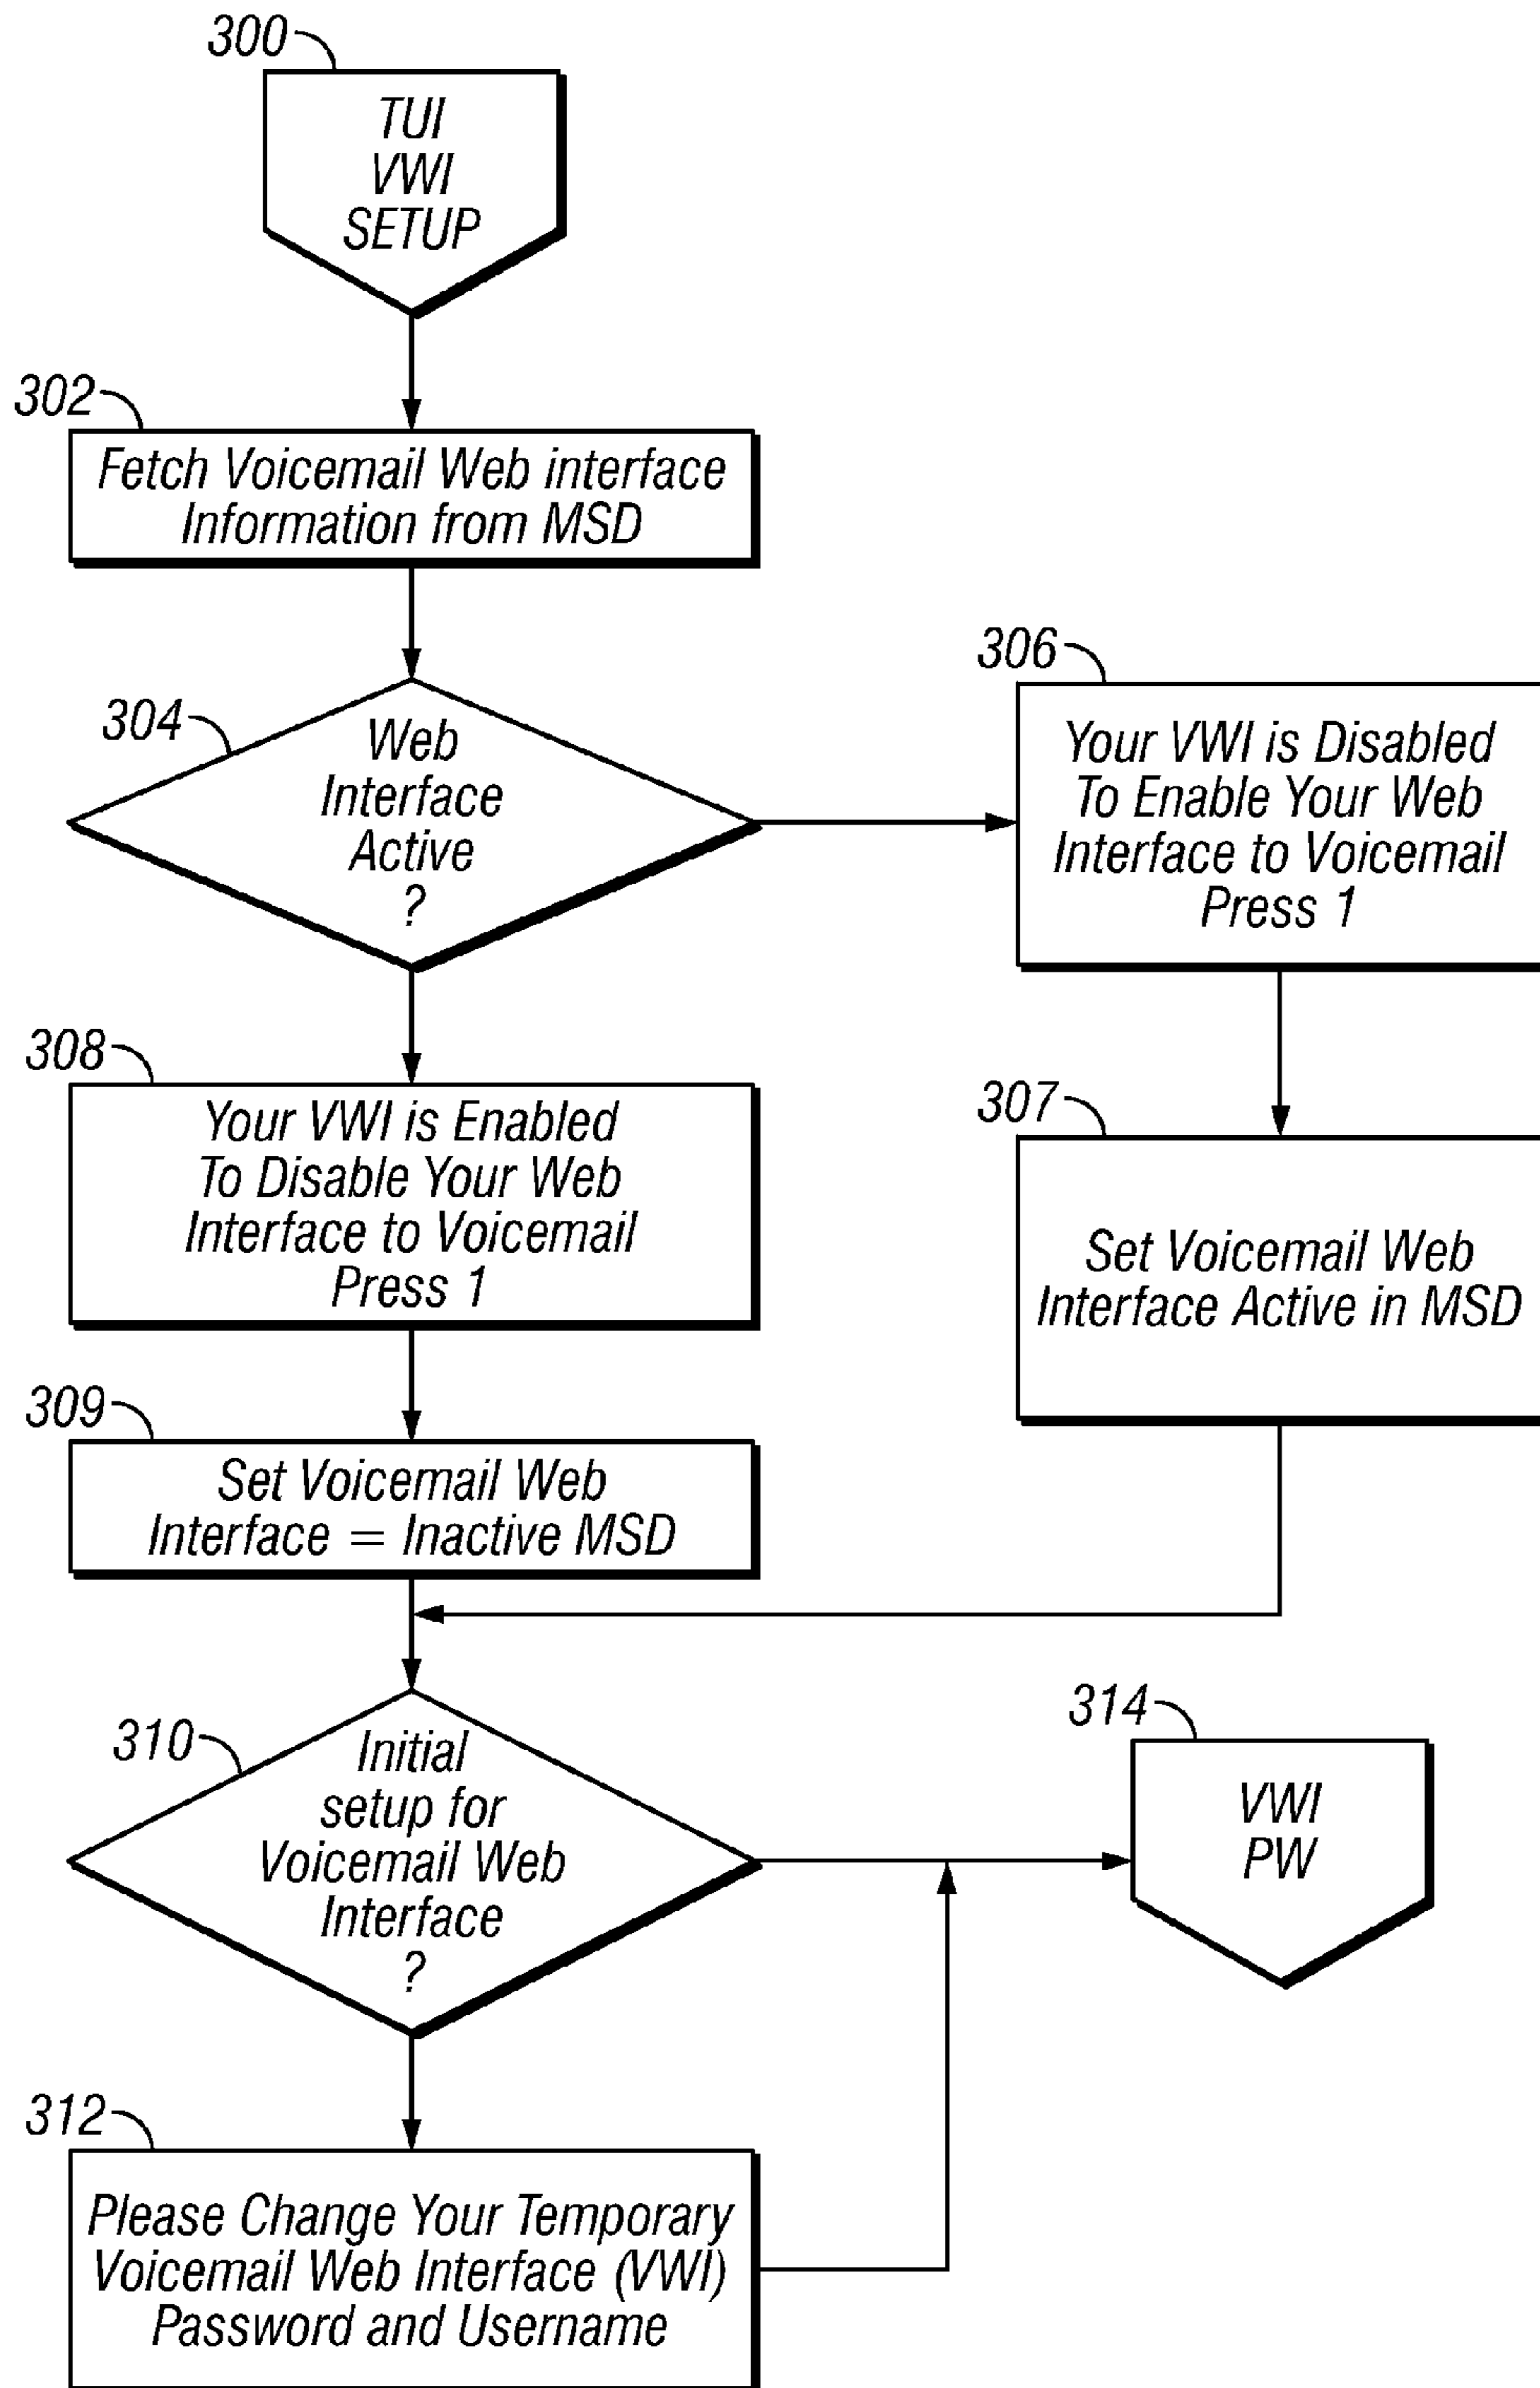 300
TUI
VWI
SETUP
302
Fetch Voicemail Web interface
Information from MSD
304
Web
Interface
Active
?
306
Your VWI is Disabled
To Enable Your Web
Interface to Voicemail
Press 1
308
Your VWI is Enabled
To Disable Your Web
Interface to Voicemail
Press 1
307
Set Voicemail Web
Interface Active in MSD
309
Set Voicemail Web
Interface = Inactive MSD
310
Initial
setup for
Voicemail Web
Interface
?
314
VWI
PW
312
Please Change Your Temporary
Voicemail Web Interface (VWI)
Password and Username